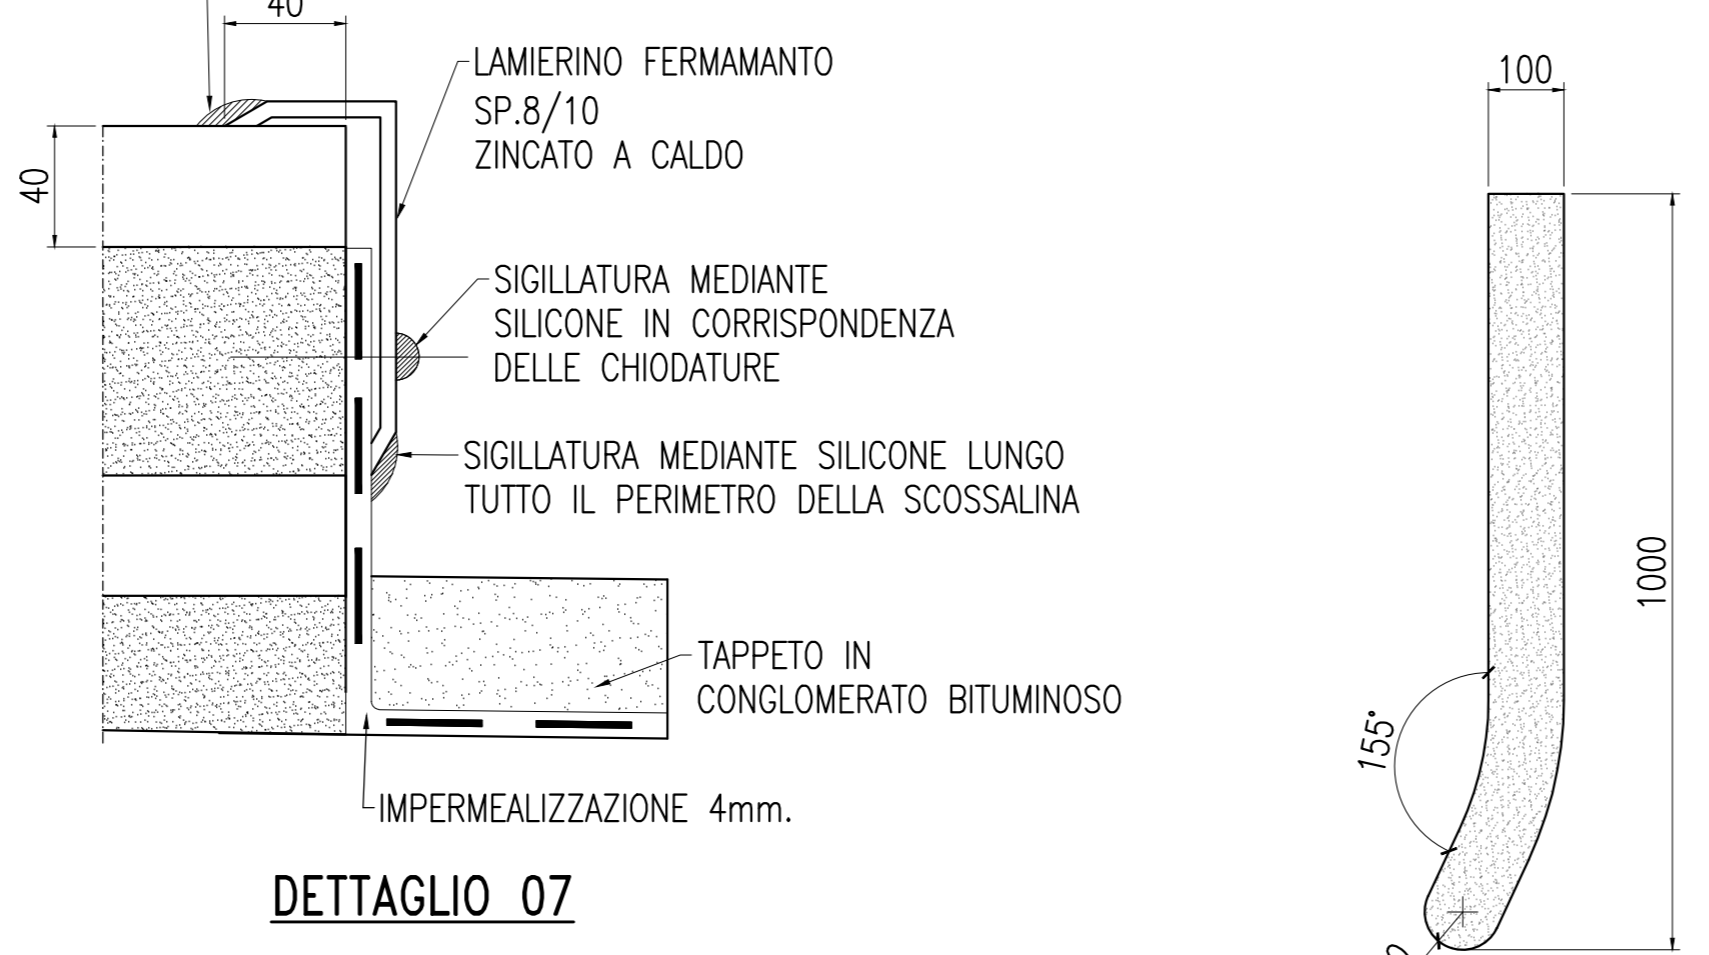 40
LAMIERINO FERMAMANTO
SP.8/10
ZINCATO A CALDO
40
SIGILLATURA MEDIANTE
SILICONE IN CORRISPONDENZA
DELLE CHIODATURE
SIGILLATURA MEDIANTE SILICONE LUNGO
TUTTO IL PERIMETRO DELLA SCOSSALINA
TAPPETO IN
CONGLOMERATO BITUMINOSO
IMPERMEALIZZAZIONE 4mm.
DETTAGLIO 07
100
1000
155°